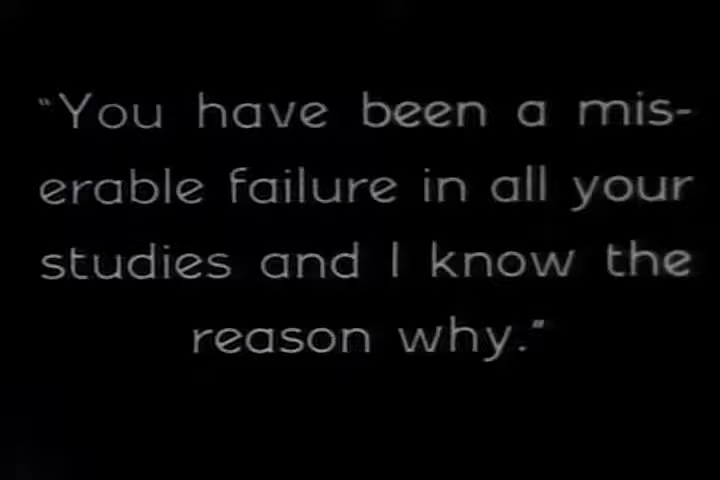 "You have been a mis-
erable failure in all your
studies and I know the
reason why."